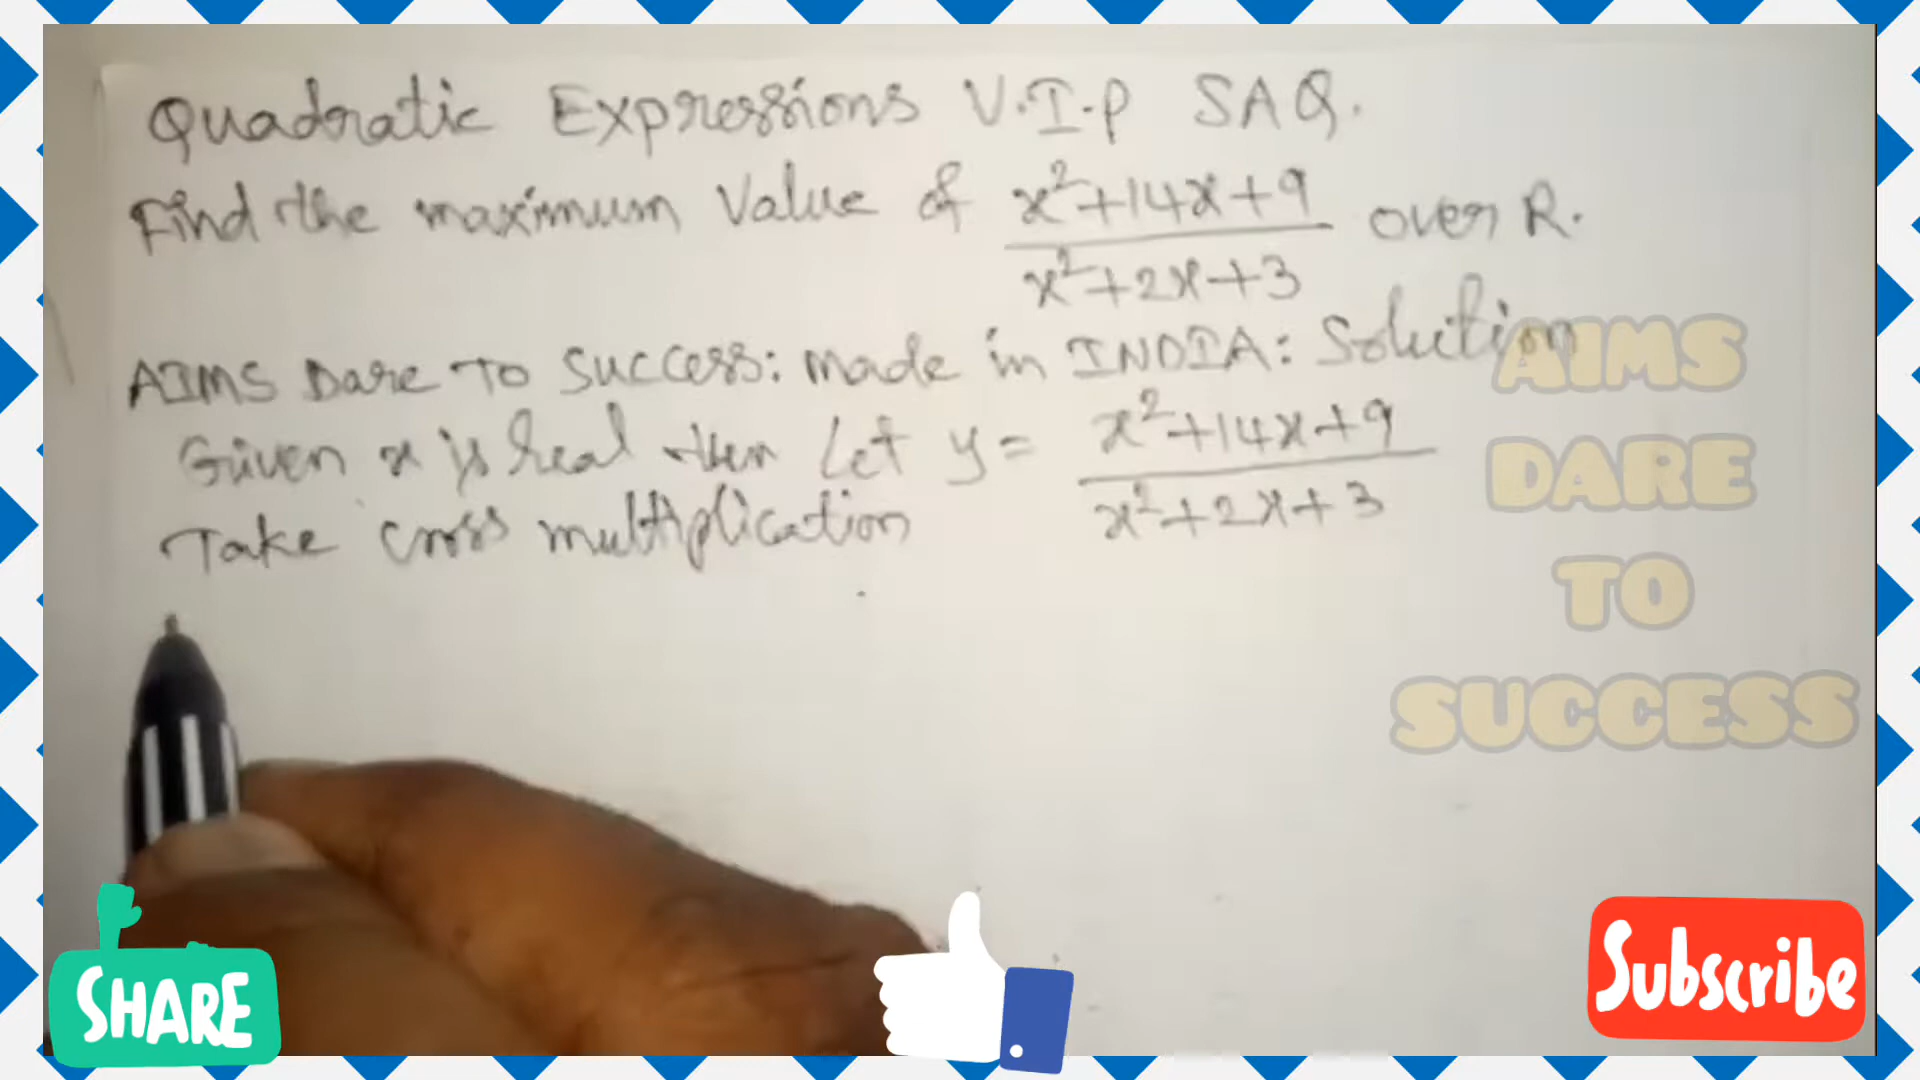 Quadratic Expressions V.I.P SAQ.
Find the maximum Value of x²+14x+9 / x²+2x+3 over R.
AIMS Dare To Success: Made in INDIA: Solution
Given x is real then Let y = x²+14x+9 / x²+2x+3
Take cross multiplication
AIMS
DARE
TO
SUCCESS
SHARE
Subscribe